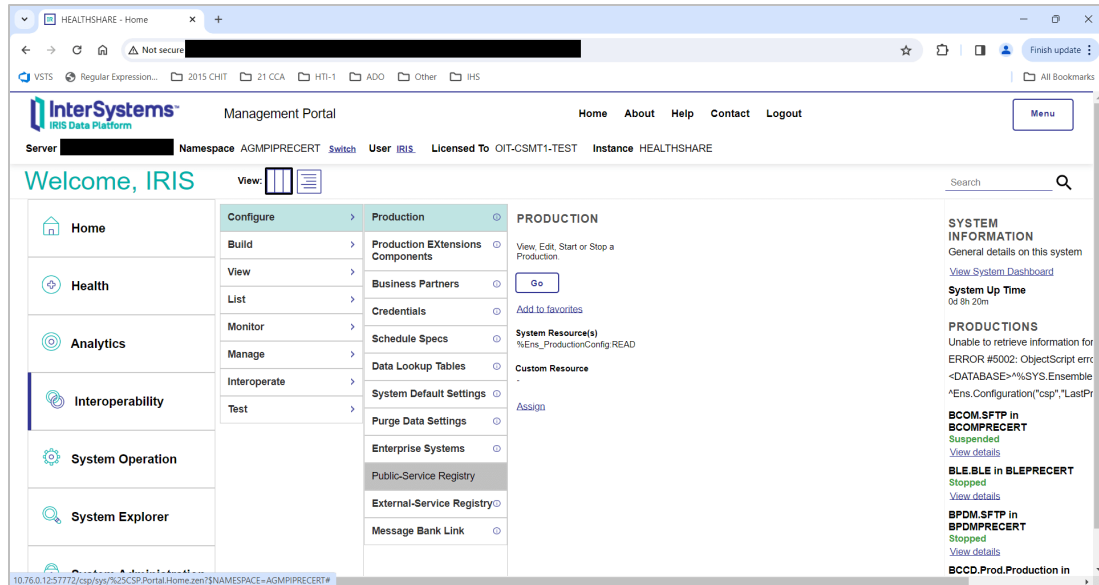 HEALTHSHARE - Home
Not secure
Finish update
VSTS Regular Expression... 2015 CHIT 21 CCA HTI-1 ADO Other IHS All Bookmarks
InterSystems™
IRIS Data Platform
Management Portal
Home About Help Contact Logout
Menu
Server Namespace AGMPIPRECERT Switch User IRIS Licensed To OIT-CSMT1-TEST Instance HEALTHSHARE
Welcome, IRIS
View:
Search
Home
Health
Analytics
Interoperability
System Operation
System Explorer
System Administration
Configure
Build
View
List
Monitor
Manage
Interoperate
Test
Production
Production EXtensions
Components
Business Partners
Credentials
Schedule Specs
Data Lookup Tables
System Default Settings
Purge Data Settings
Enterprise Systems
Public-Service Registry
External-Service Registry
Message Bank Link
PRODUCTION
View, Edit, Start or Stop a
Production.
Go
Add to favorites
System Resource(s)
%Ens_ProductionConfig:READ
Custom Resource
-
Assign
SYSTEM
INFORMATION
General details on this system
View System Dashboard
System Up Time
0d 8h 20m
PRODUCTIONS
Unable to retrieve information for
ERROR #5002: ObjectScript erro
<DATABASE>^%SYS.Ensemble
^Ens.Configuration("csp","LastPr
BCOM.SFTP in
BCOMPRECERT
Suspended
View details
BLE.BLE in BLEPRECERT
Stopped
View details
BPDM.SFTP in
BPDMPRECERT
Stopped
View details
BCCD.Prod.Production in
10.76.0.12:57772/csp/sys/%25CSP.Portal.Home.zen?$NAMESPACE=AGMPIPRECERT#